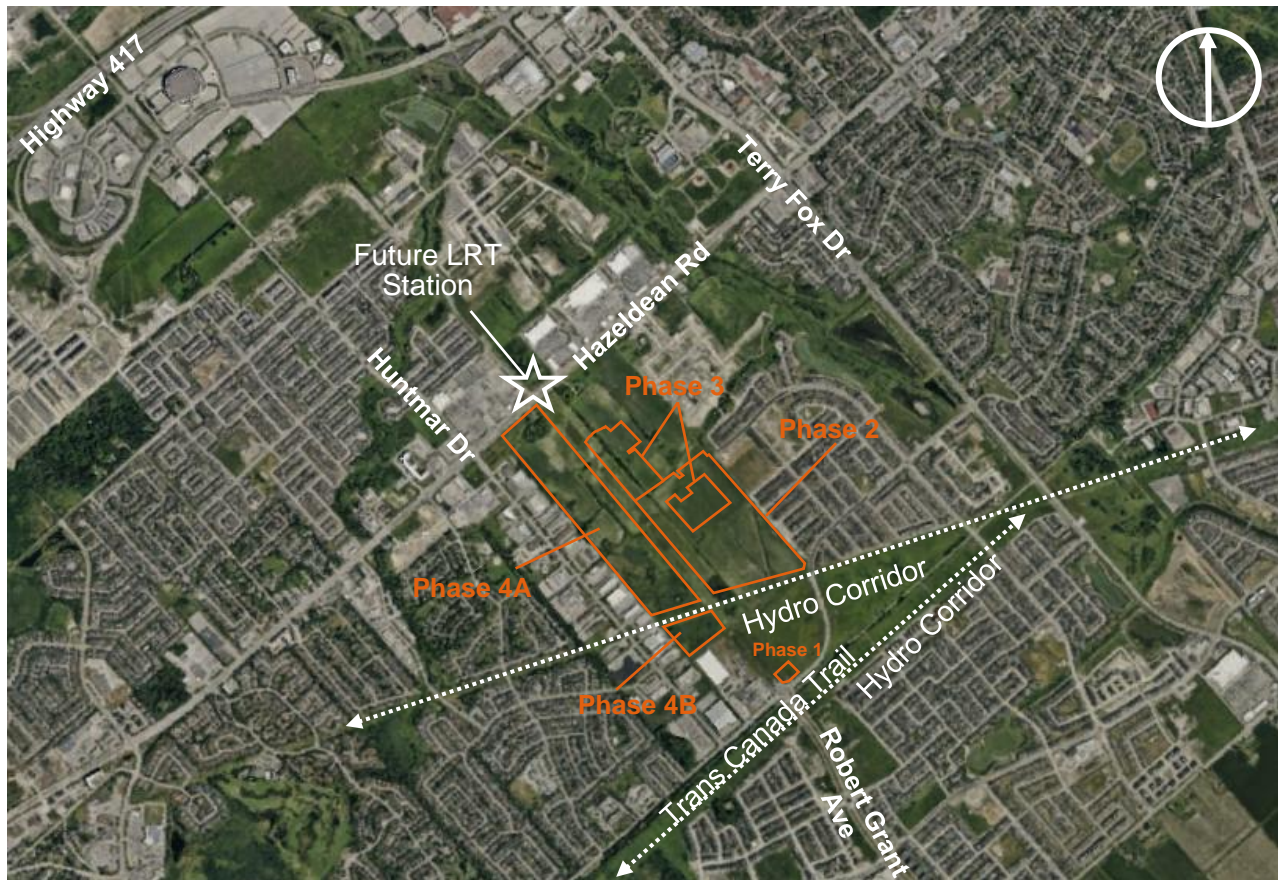 Highway 417
Terry Fox Dr
Future LRT
Station
Hazeldean Rd
Huntmar Dr
Phase 3
Phase 2
Phase 4A
Hydro Corridor
Hydro Corridor
Phase 1
Phase 4B
Trans Canada Trail
Robert Grant
Ave